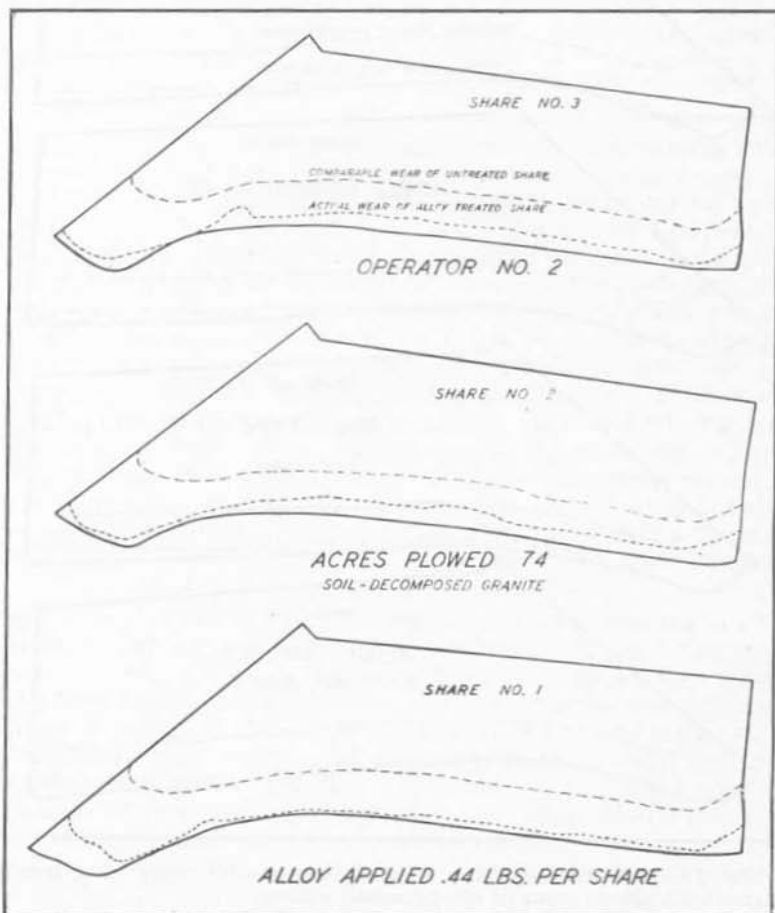 SHARE NO. 3
COMPARABLE WEAR OF UNTREATED SHARE
ACTUAL WEAR OF ALLOY TREATED SHARE
OPERATOR NO. 2
SHARE NO. 2
ACRES PLOWED 74
SOIL - DECOMPOSED GRANITE
SHARE NO. 1
ALLOY APPLIED .44 LBS. PER SHARE